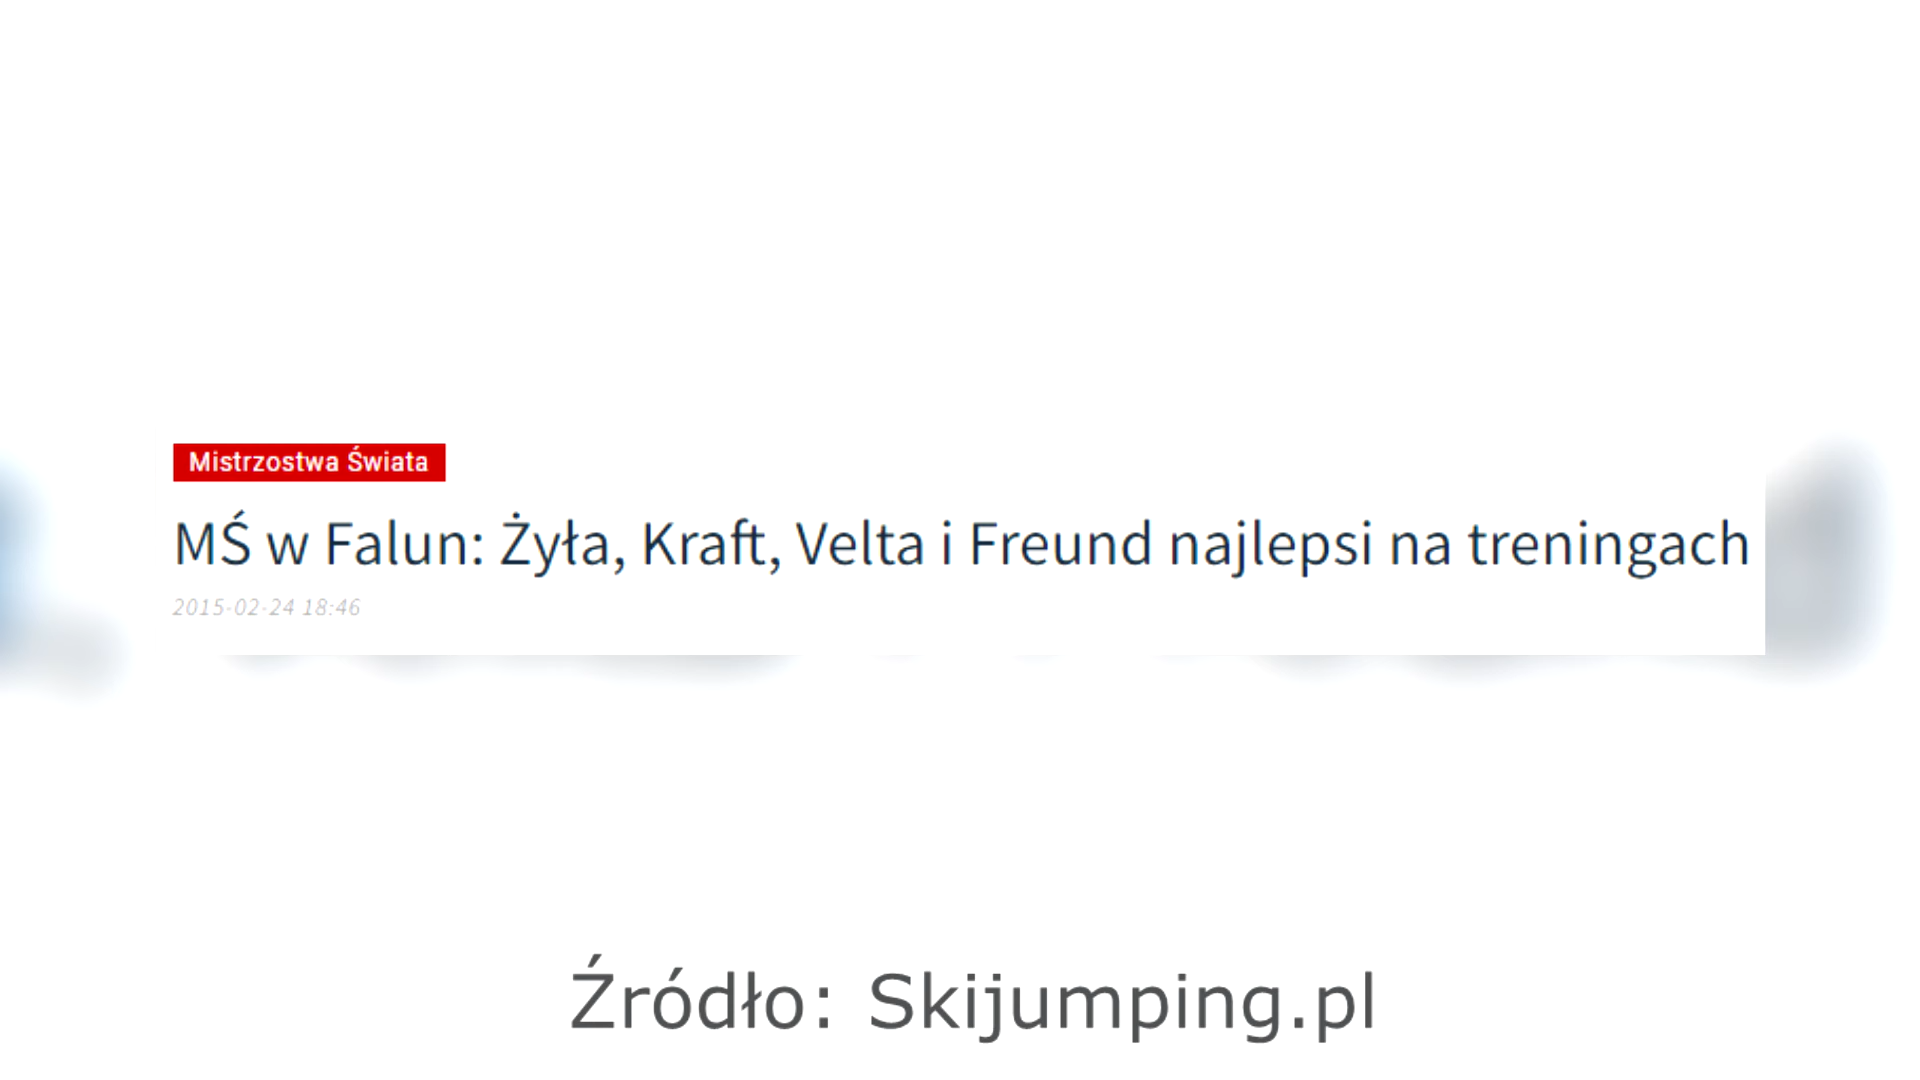 Mistrzostwa Świata
MŚ w Falun: Żyła, Kraft, Velta i Freund najlepsi na treningach
2015-02-24 18:46
Źródło: Skijumping.pl